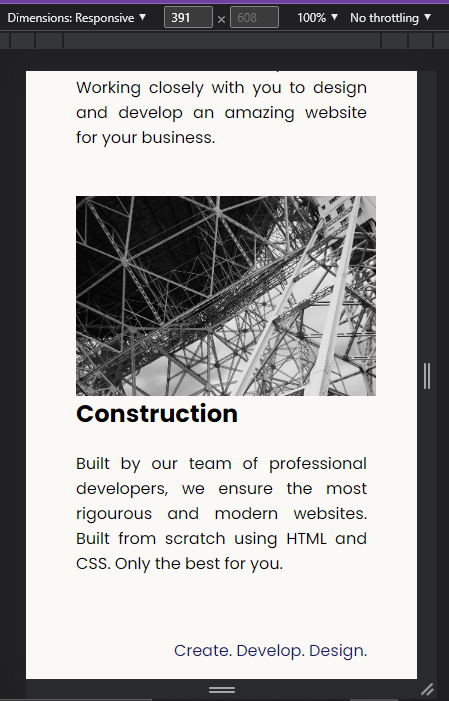 Dimensions: Responsive ▼ 391 × 608 100% ▼ No throttling ▼
Working closely with you to design
and develop an amazing website
for your business.
Construction
Built by our team of professional
developers, we ensure the most
rigourous and modern websites.
Built from scratch using HTML and
CSS. Only the best for you.
Create. Develop. Design.